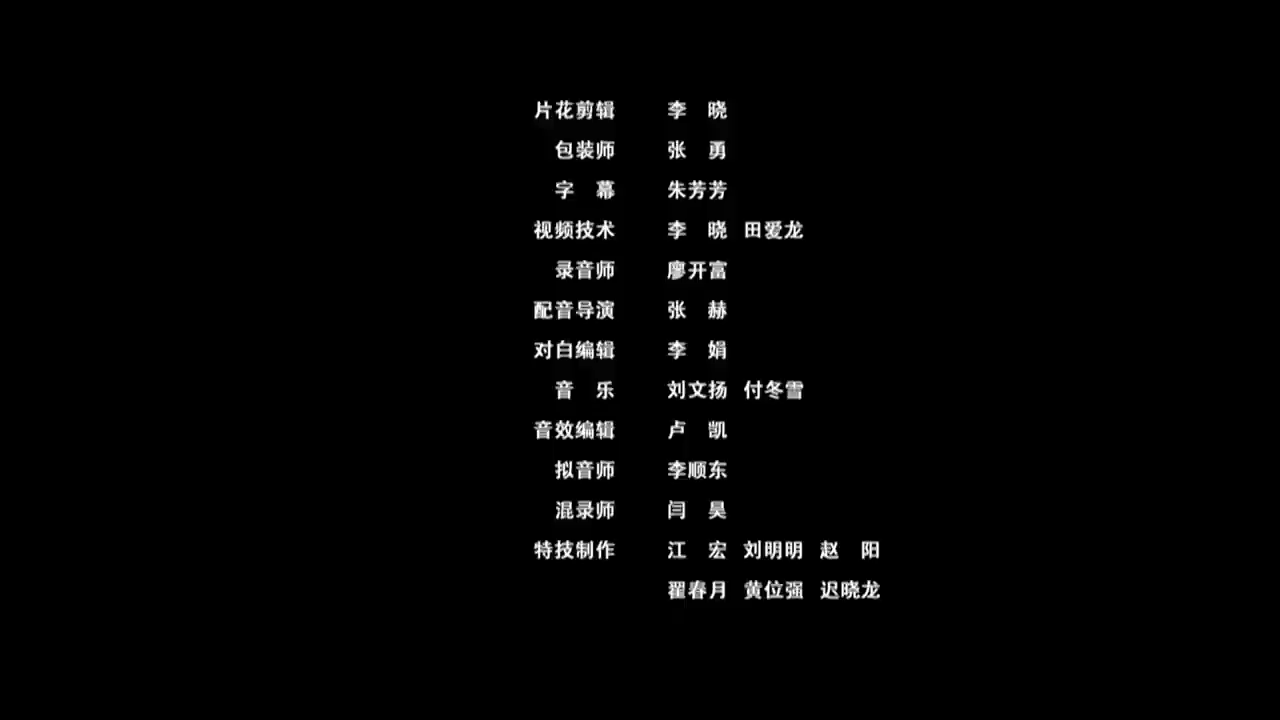 片花剪辑 李 晓
包装师 张 勇
字 幕 朱芳芳
视频技术 李 晓 田爱龙
录音师 廖开富
配音导演 张 赫
对白编辑 李 娟
音 乐 刘文扬 付冬雪
音效编辑 卢 凯
拟音师 李顺东
混录师 闫 昊
特技制作 江 宏 刘明明 赵 阳
翟春月 黄位强 迟晓龙